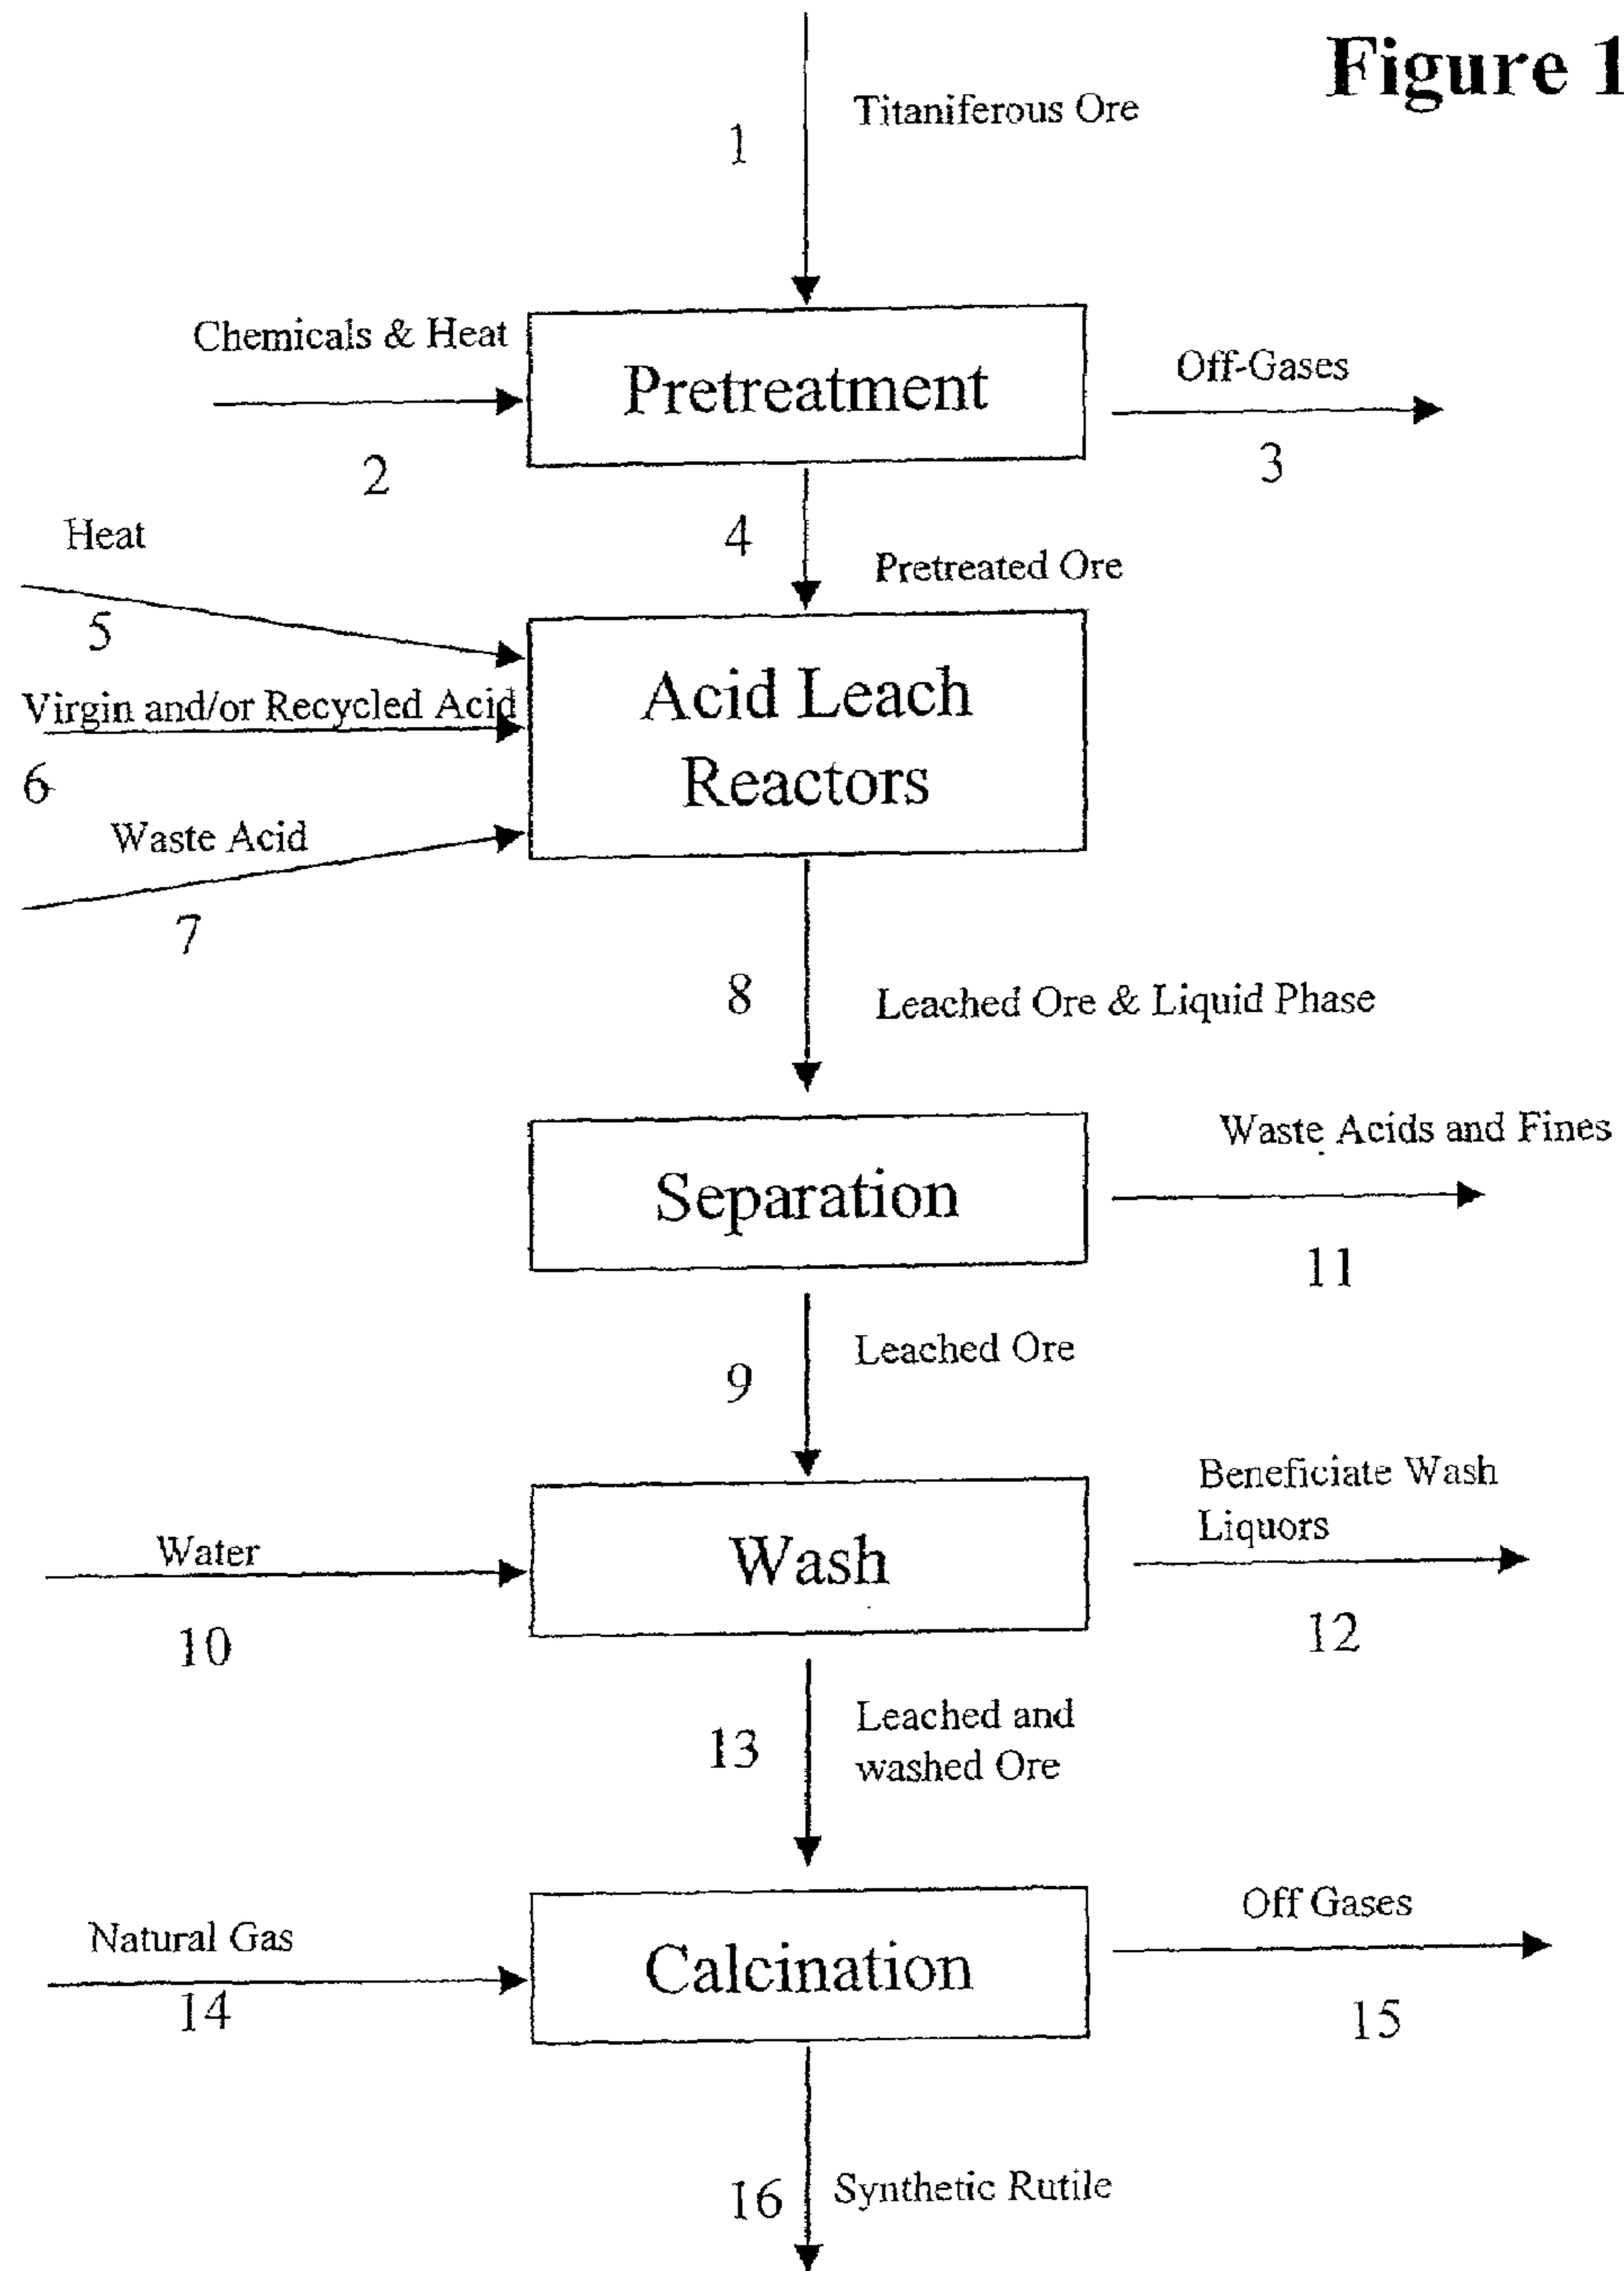 Figure 1
Titaniferous Ore
1
Chemicals & Heat
Pretreatment
Off-Gases
2
3
Heat
4
Pretreated Ore
5
Virgin and/or Recycled Acid
Acid Leach
Reactors
6
Waste Acid
7
8
Leached Ore & Liquid Phase
Waste Acids and Fines
Separation
11
Leached Ore
9
Beneficiate Wash
Liquors
Water
Wash
10
12
Leached and
washed Ore
13
Off Gases
Natural Gas
Calcination
14
15
16
Synthetic Rutile